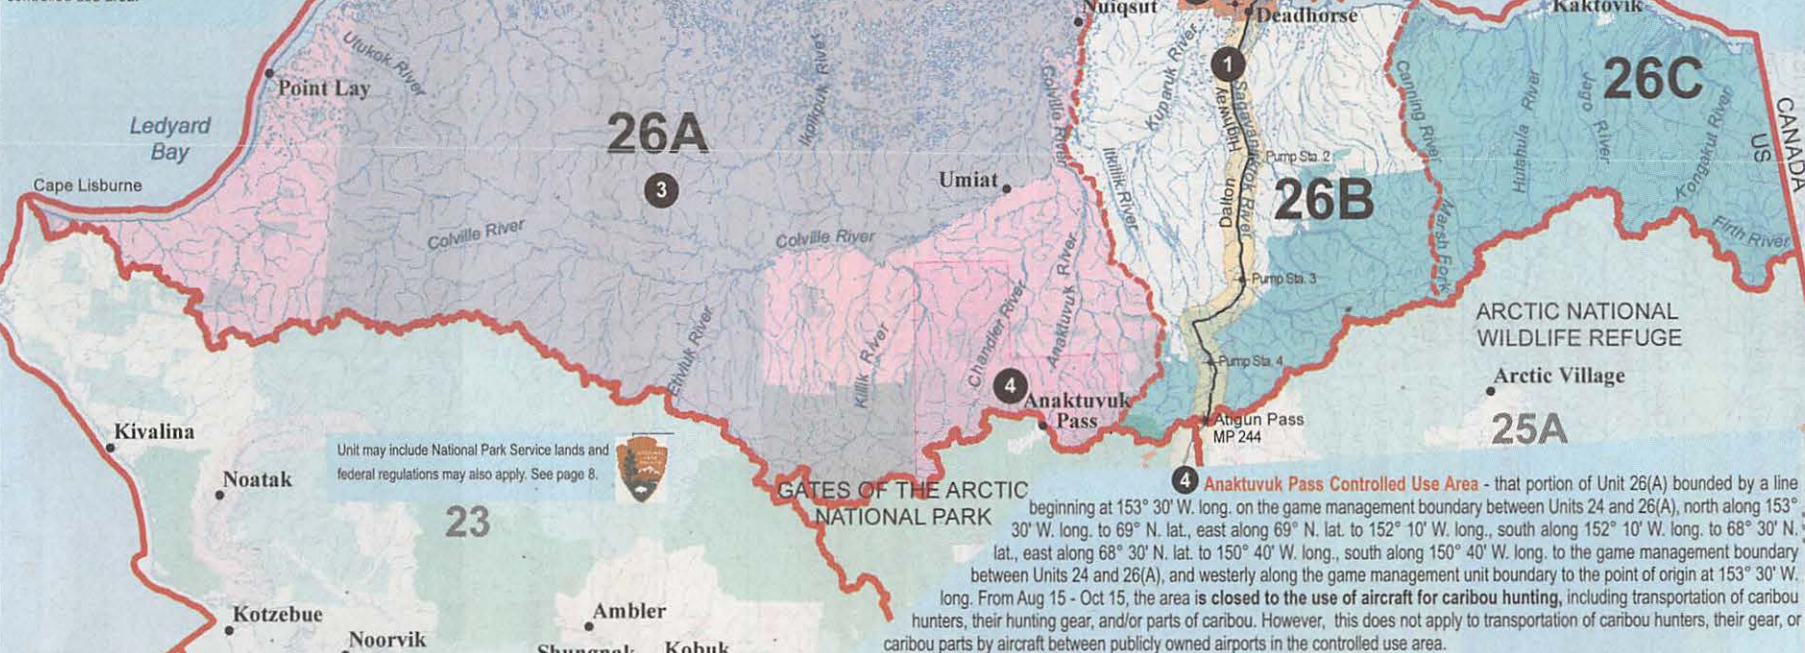 Nuiqsut
Deadhorse
Kaktovik
Utukok River
Point Lay
Ikpikpuk River
Colville River
Kuparuk River
1
Sagavanirktok River
Dalton Highway
Canning River
26C
Hulahula River
Jago River
Kongakut River
CANADA
US
Ledyard
Bay
26A
3
Umiat
Itkillik River
Pump Sta. 2
26B
Cape Lisburne
Colville River
Colville River
Marsh Fork
Firth River
Pump Sta. 3
Etivluk River
Killik River
Chandler River
Anaktuvuk River
ARCTIC NATIONAL
WILDLIFE REFUGE
Pump Sta. 4
4
Anaktuvuk
Pass
Arctic Village
Atigun Pass
MP 244
25A
Kivalina
Unit may include National Park Service lands and
federal regulations may also apply. See page 8.
Noatak
23
GATES OF THE ARCTIC
NATIONAL PARK
4 Anaktuvuk Pass Controlled Use Area - that portion of Unit 26(A) bounded by a line
beginning at 153° 30' W. long. on the game management boundary between Units 24 and 26(A), north along 153°
30' W. long. to 69° N. lat., east along 69° N. lat. to 152° 10' W. long., south along 152° 10' W. long. to 68° 30' N.
lat., east along 68° 30' N. lat. to 150° 40' W. long., south along 150° 40' W. long. to the game management boundary
between Units 24 and 26(A), and westerly along the game management unit boundary to the point of origin at 153° 30' W.
long. From Aug 15 - Oct 15, the area is closed to the use of aircraft for caribou hunting, including transportation of caribou
hunters, their hunting gear, and/or parts of caribou. However, this does not apply to transportation of caribou hunters, their gear, or
caribou parts by aircraft between publicly owned airports in the controlled use area.
Kotzebue
Noorvik
Ambler
Shungnak
Kobuk